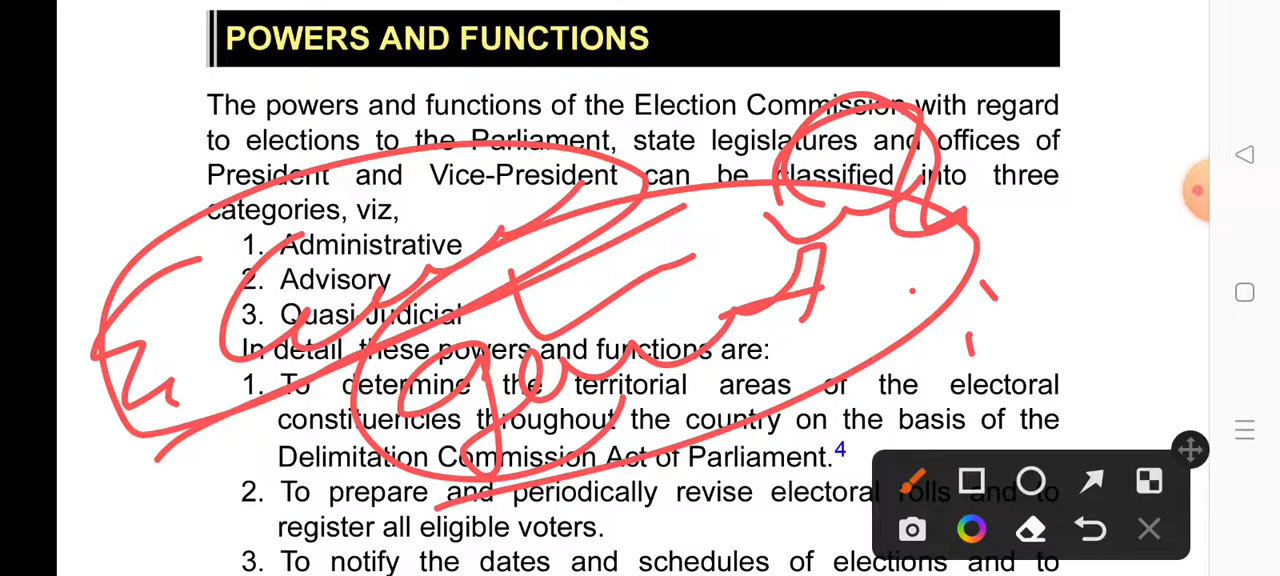 POWERS AND FUNCTIONS
The powers and functions of the Election Commission with regard
to elections to the Parliament, state legislatures and offices of
President and Vice-President can be classified into three
categories, viz,
1. Administrative
2. Advisory
3. Quasi-Judicial
In detail, these powers and functions are:
1. To determine the territorial areas of the electoral
constituencies throughout the country on the basis of the
Delimitation Commission Act of Parliament.4
2. To prepare and periodically revise electoral rolls and to
register all eligible voters.
3. To notify the dates and schedules of elections and to